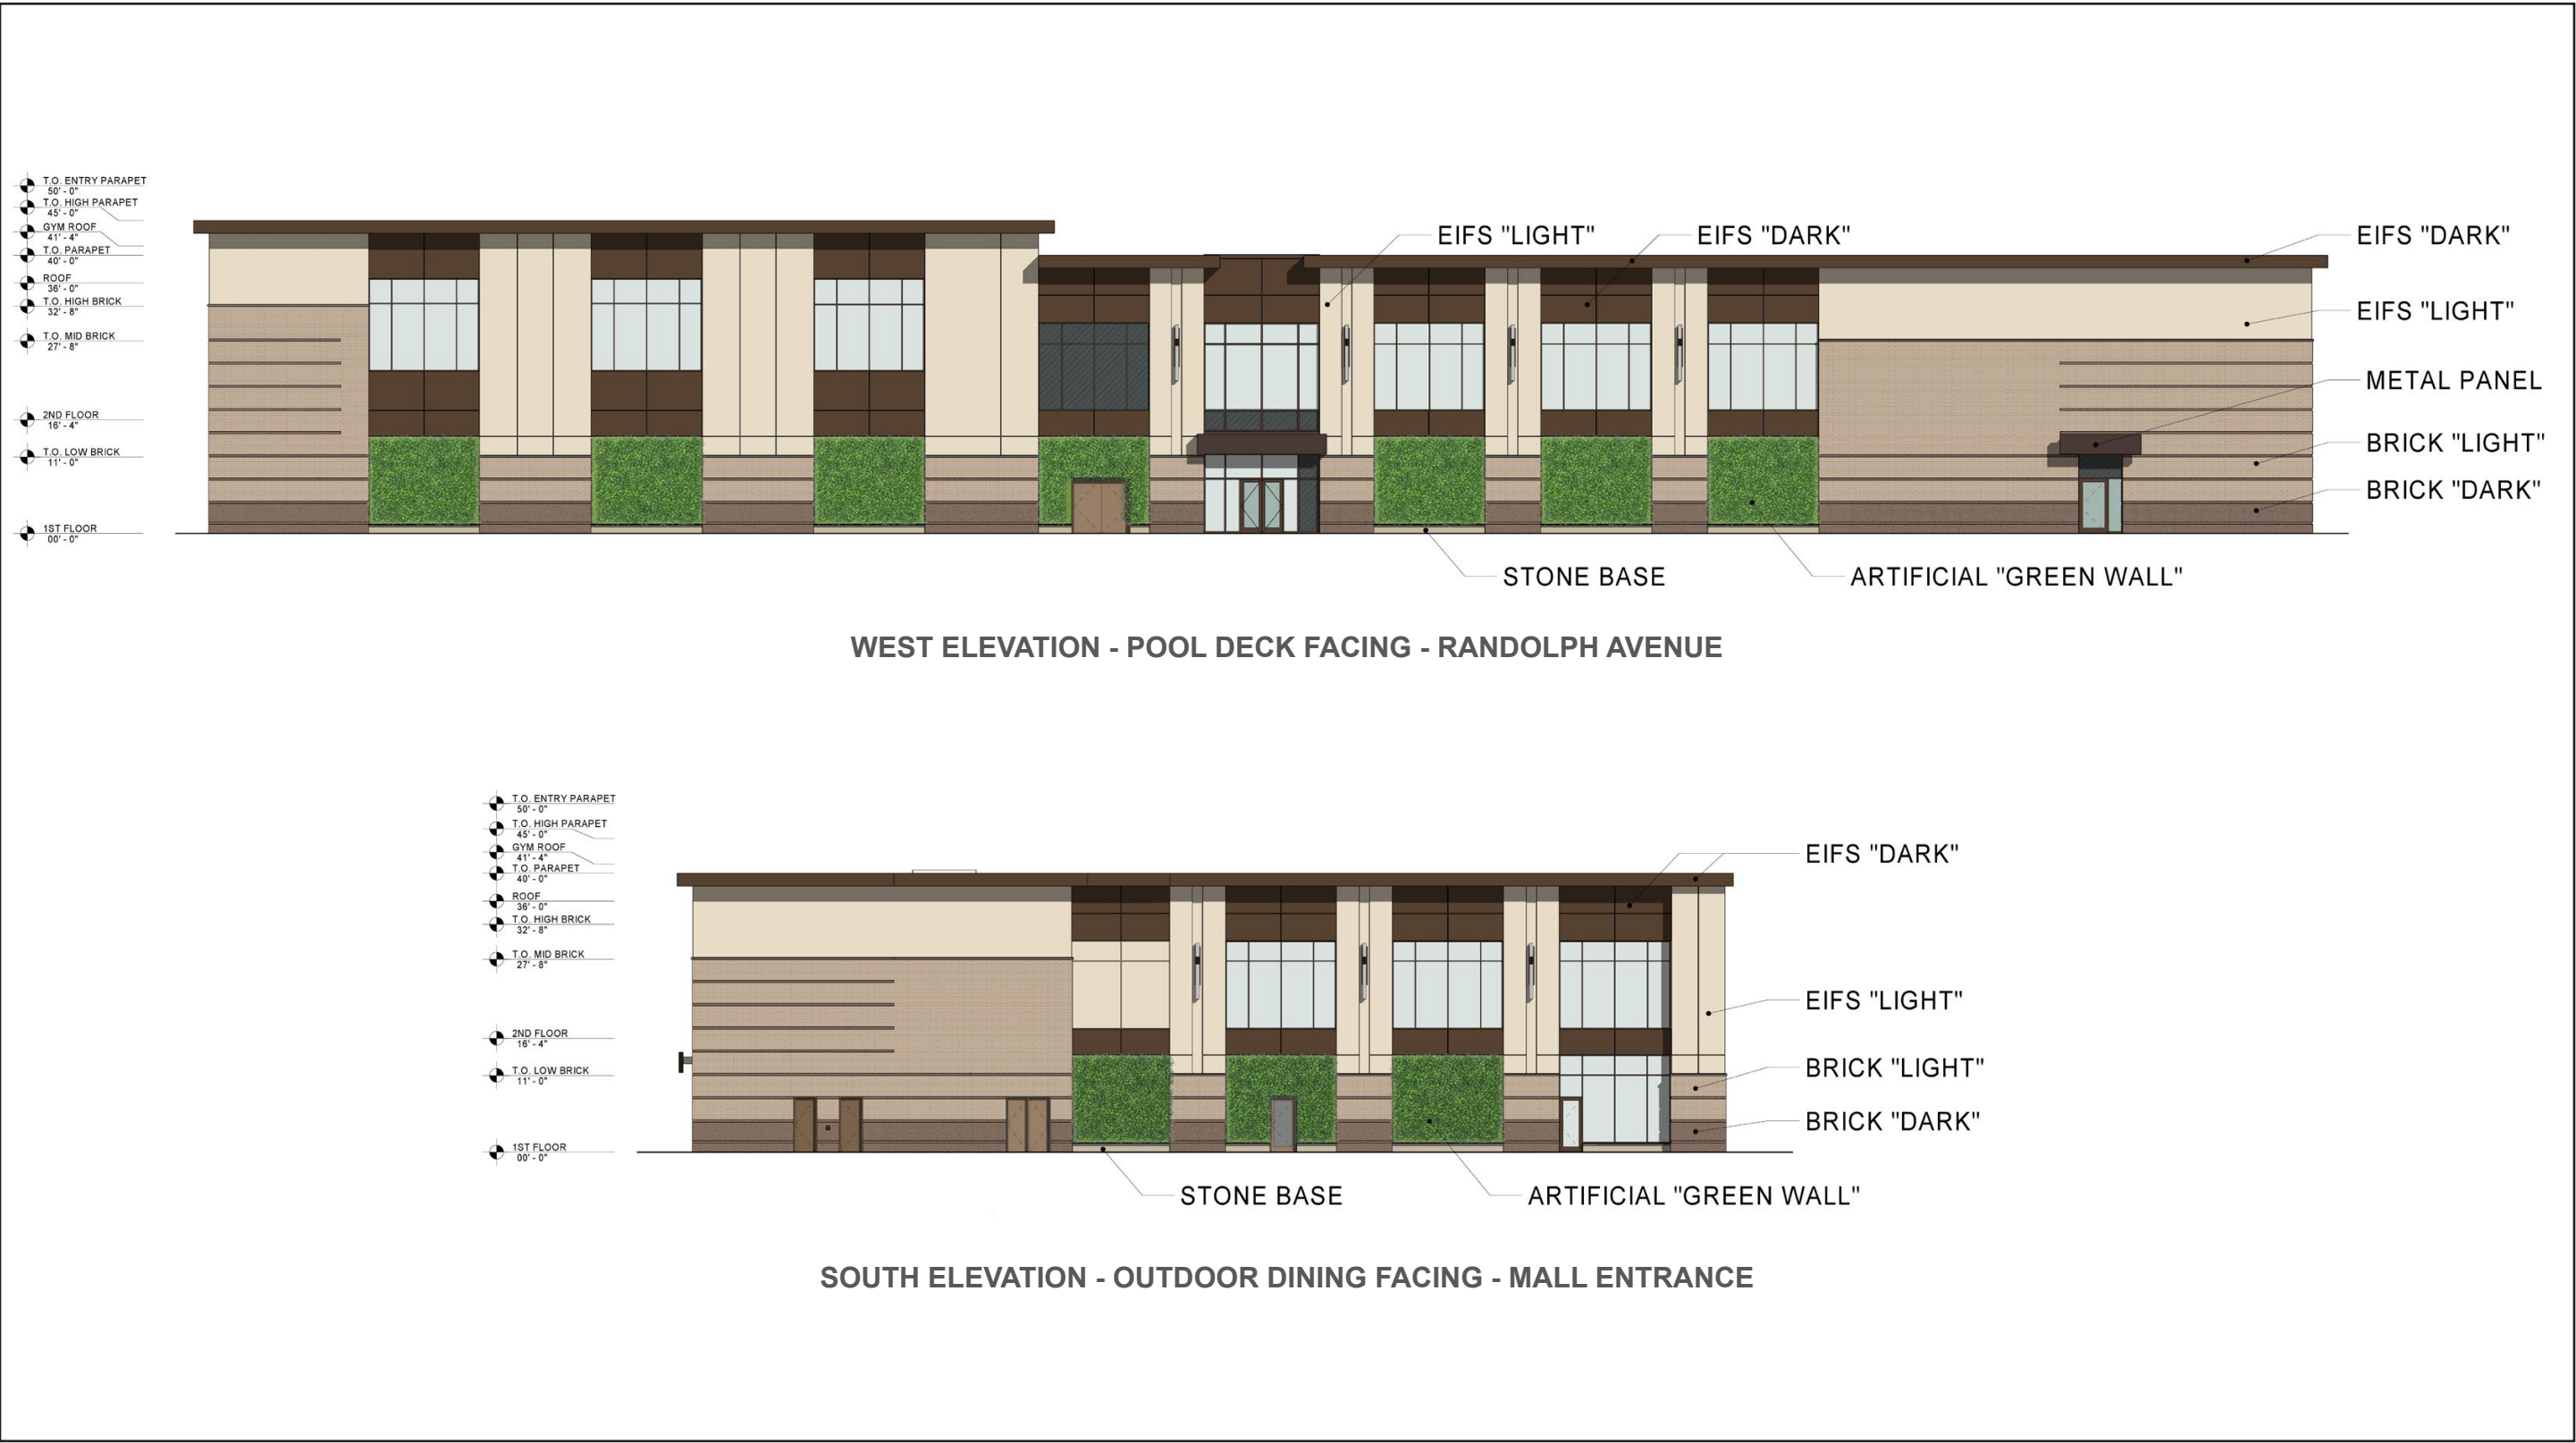 T.O. ENTRY PARAPET
50' - 0"
T.O. HIGH PARAPET
45' - 0"
GYM ROOF
41' - 4"
T.O. PARAPET
40' - 0"
ROOF
36' - 0"
T.O. HIGH BRICK
32' - 8"
T.O. MID BRICK
27' - 8"
2ND FLOOR
16' - 4"
T.O. LOW BRICK
11' - 0"
1ST FLOOR
00' - 0"
EIFS "LIGHT"
EIFS "DARK"
EIFS "DARK"
EIFS "LIGHT"
METAL PANEL
BRICK "LIGHT"
BRICK "DARK"
STONE BASE
ARTIFICIAL "GREEN WALL"
WEST ELEVATION - POOL DECK FACING - RANDOLPH AVENUE
T.O. ENTRY PARAPET
50' - 0"
T.O. HIGH PARAPET
45' - 0"
GYM ROOF
41' - 4"
T.O. PARAPET
40' - 0"
ROOF
36' - 0"
T.O. HIGH BRICK
32' - 8"
T.O. MID BRICK
27' - 8"
2ND FLOOR
16' - 4"
T.O. LOW BRICK
11' - 0"
1ST FLOOR
00' - 0"
EIFS "DARK"
EIFS "LIGHT"
BRICK "LIGHT"
BRICK "DARK"
STONE BASE
ARTIFICIAL "GREEN WALL"
SOUTH ELEVATION - OUTDOOR DINING FACING - MALL ENTRANCE